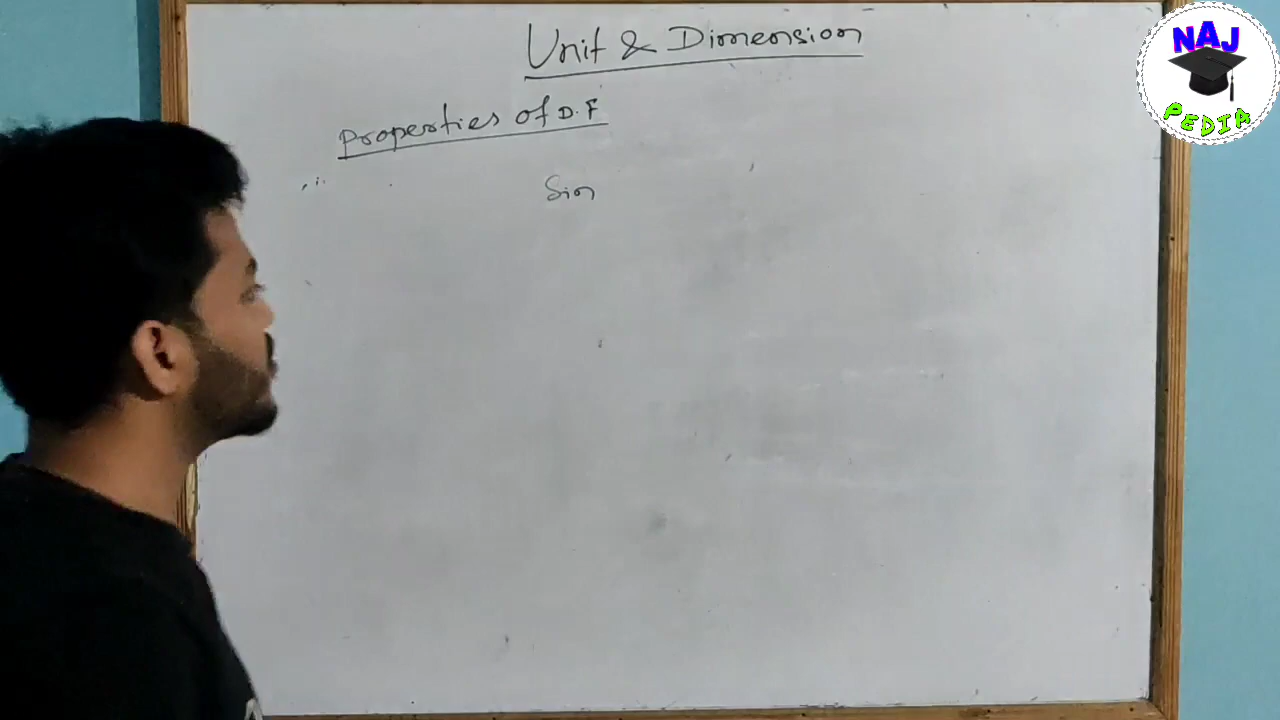 Unit & Dimension
Properties of D.F
Sin
NAJ
PEDIA